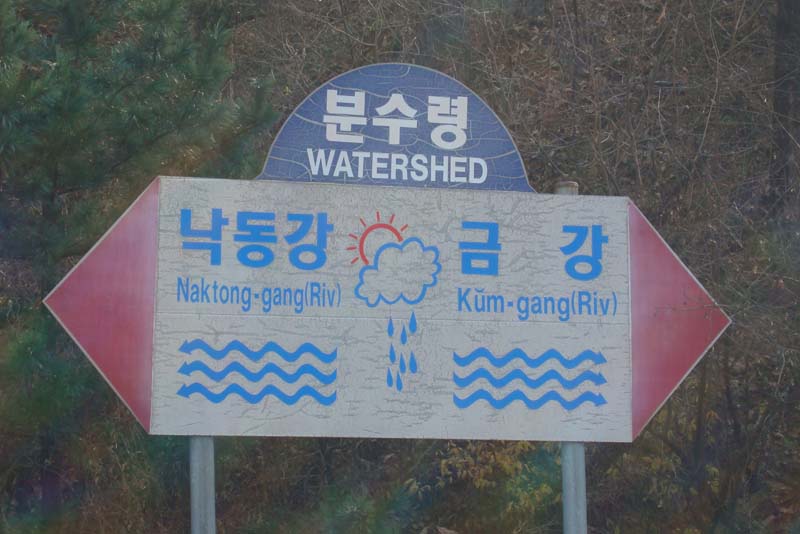 분수령
WATERSHED
낙동강
Naktong-gang(Riv)
금 강
Kŭm-gang(Riv)